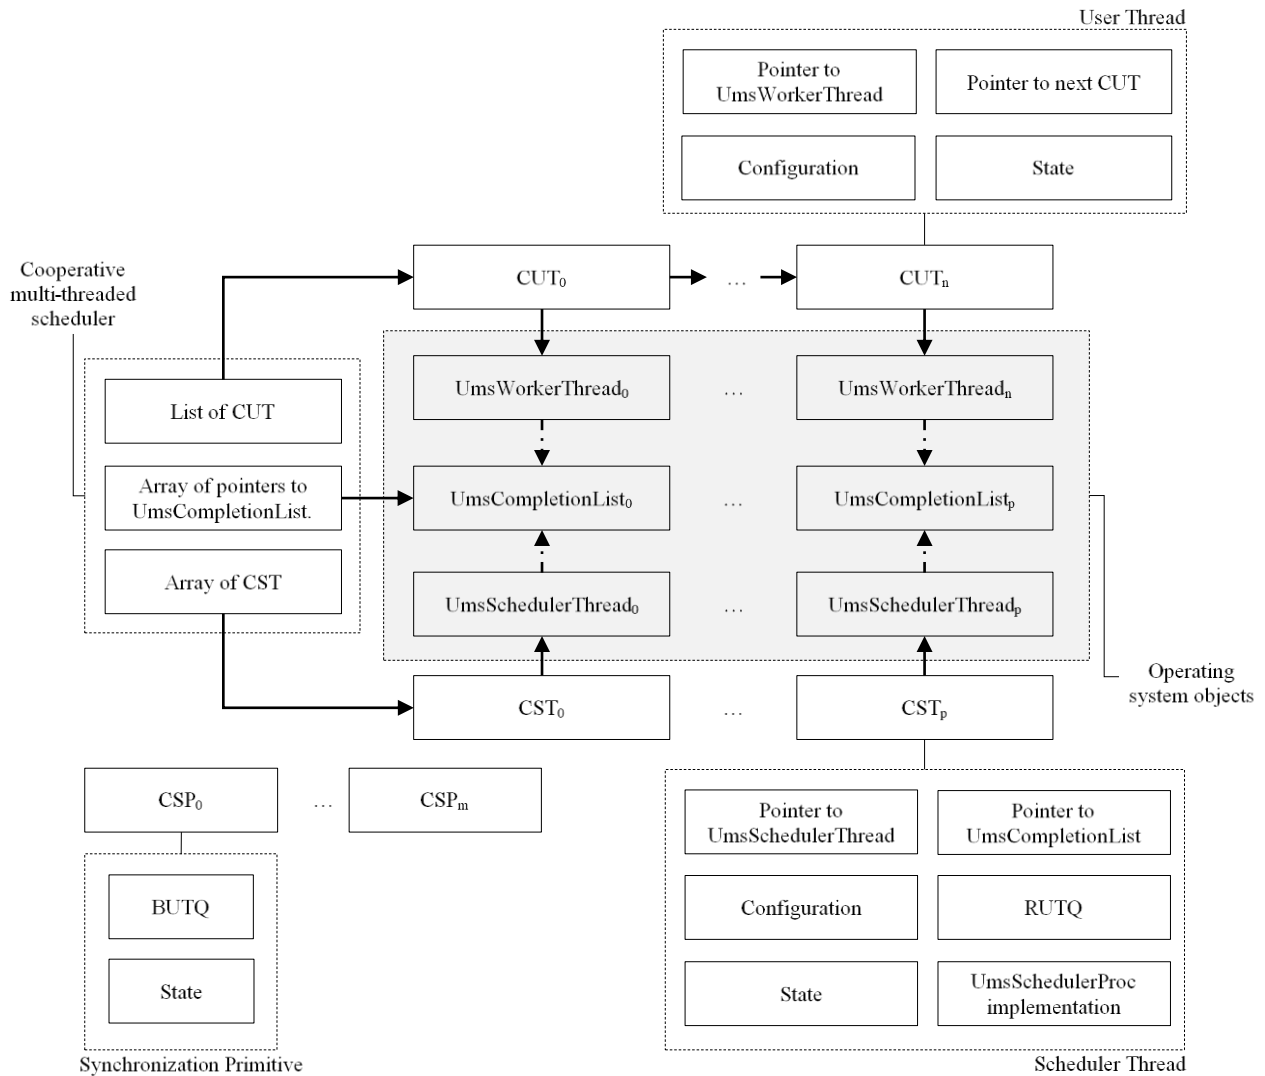 User Thread
Pointer to
UmsWorkerThread
Pointer to next CUT
Configuration
State
Cooperative
multi-threaded
scheduler
CUT0
...
CUTn
List of CUT
UmsWorkerThread0
...
UmsWorkerThreadn
Array of pointers to
UmsCompletionList.
UmsCompletionList0
...
UmsCompletionListp
Array of CST
UmsSchedulerThread0
...
UmsSchedulerThreadp
Operating
system objects
CST0
...
CSTp
CSP0
...
CSPm
BUTQ
State
Synchronization Primitive
Pointer to
UmsSchedulerThread
Pointer to
UmsCompletionList
Configuration
RUTQ
State
UmsSchedulerProc
implementation
Scheduler Thread